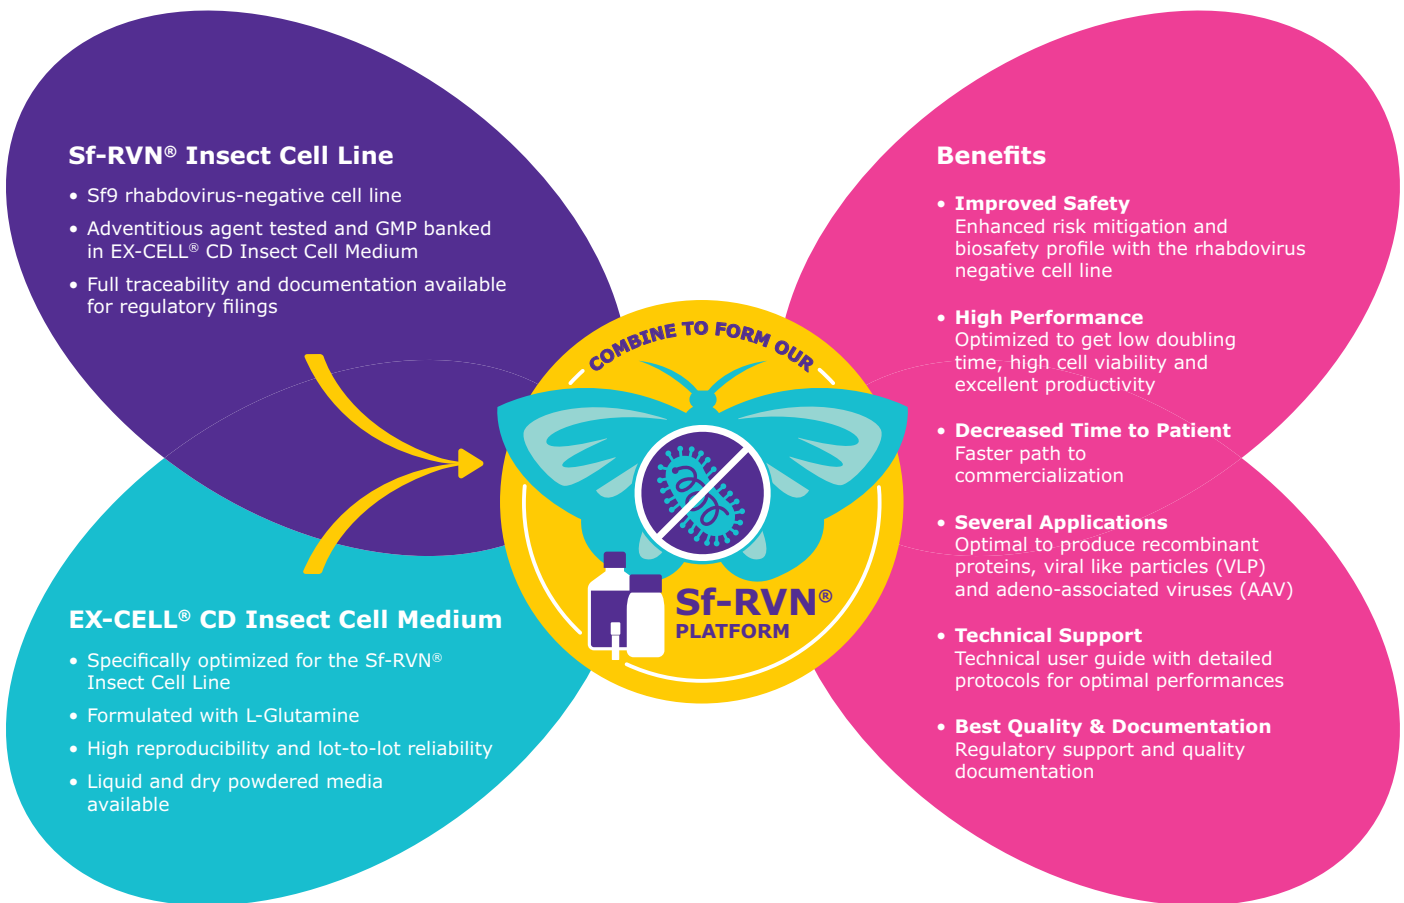 Sf-RVN® Insect Cell Line
• Sf9 rhabdovirus-negative cell line
• Adventitious agent tested and GMP banked
in EX-CELL® CD Insect Cell Medium
• Full traceability and documentation available
for regulatory filings
EX-CELL® CD Insect Cell Medium
• Specifically optimized for the Sf-RVN®
Insect Cell Line
• Formulated with L-Glutamine
• High reproducibility and lot-to-lot reliability
• Liquid and dry powdered media
available
COMBINE TO FORM OUR
Sf-RVN®
PLATFORM
Benefits
• Improved Safety
Enhanced risk mitigation and
biosafety profile with the rhabdovirus
negative cell line
• High Performance
Optimized to get low doubling
time, high cell viability and
excellent productivity
• Decreased Time to Patient
Faster path to
commercialization
• Several Applications
Optimal to produce recombinant
proteins, viral like particles (VLP)
and adeno-associated viruses (AAV)
• Technical Support
Technical user guide with detailed
protocols for optimal performances
• Best Quality & Documentation
Regulatory support and quality
documentation